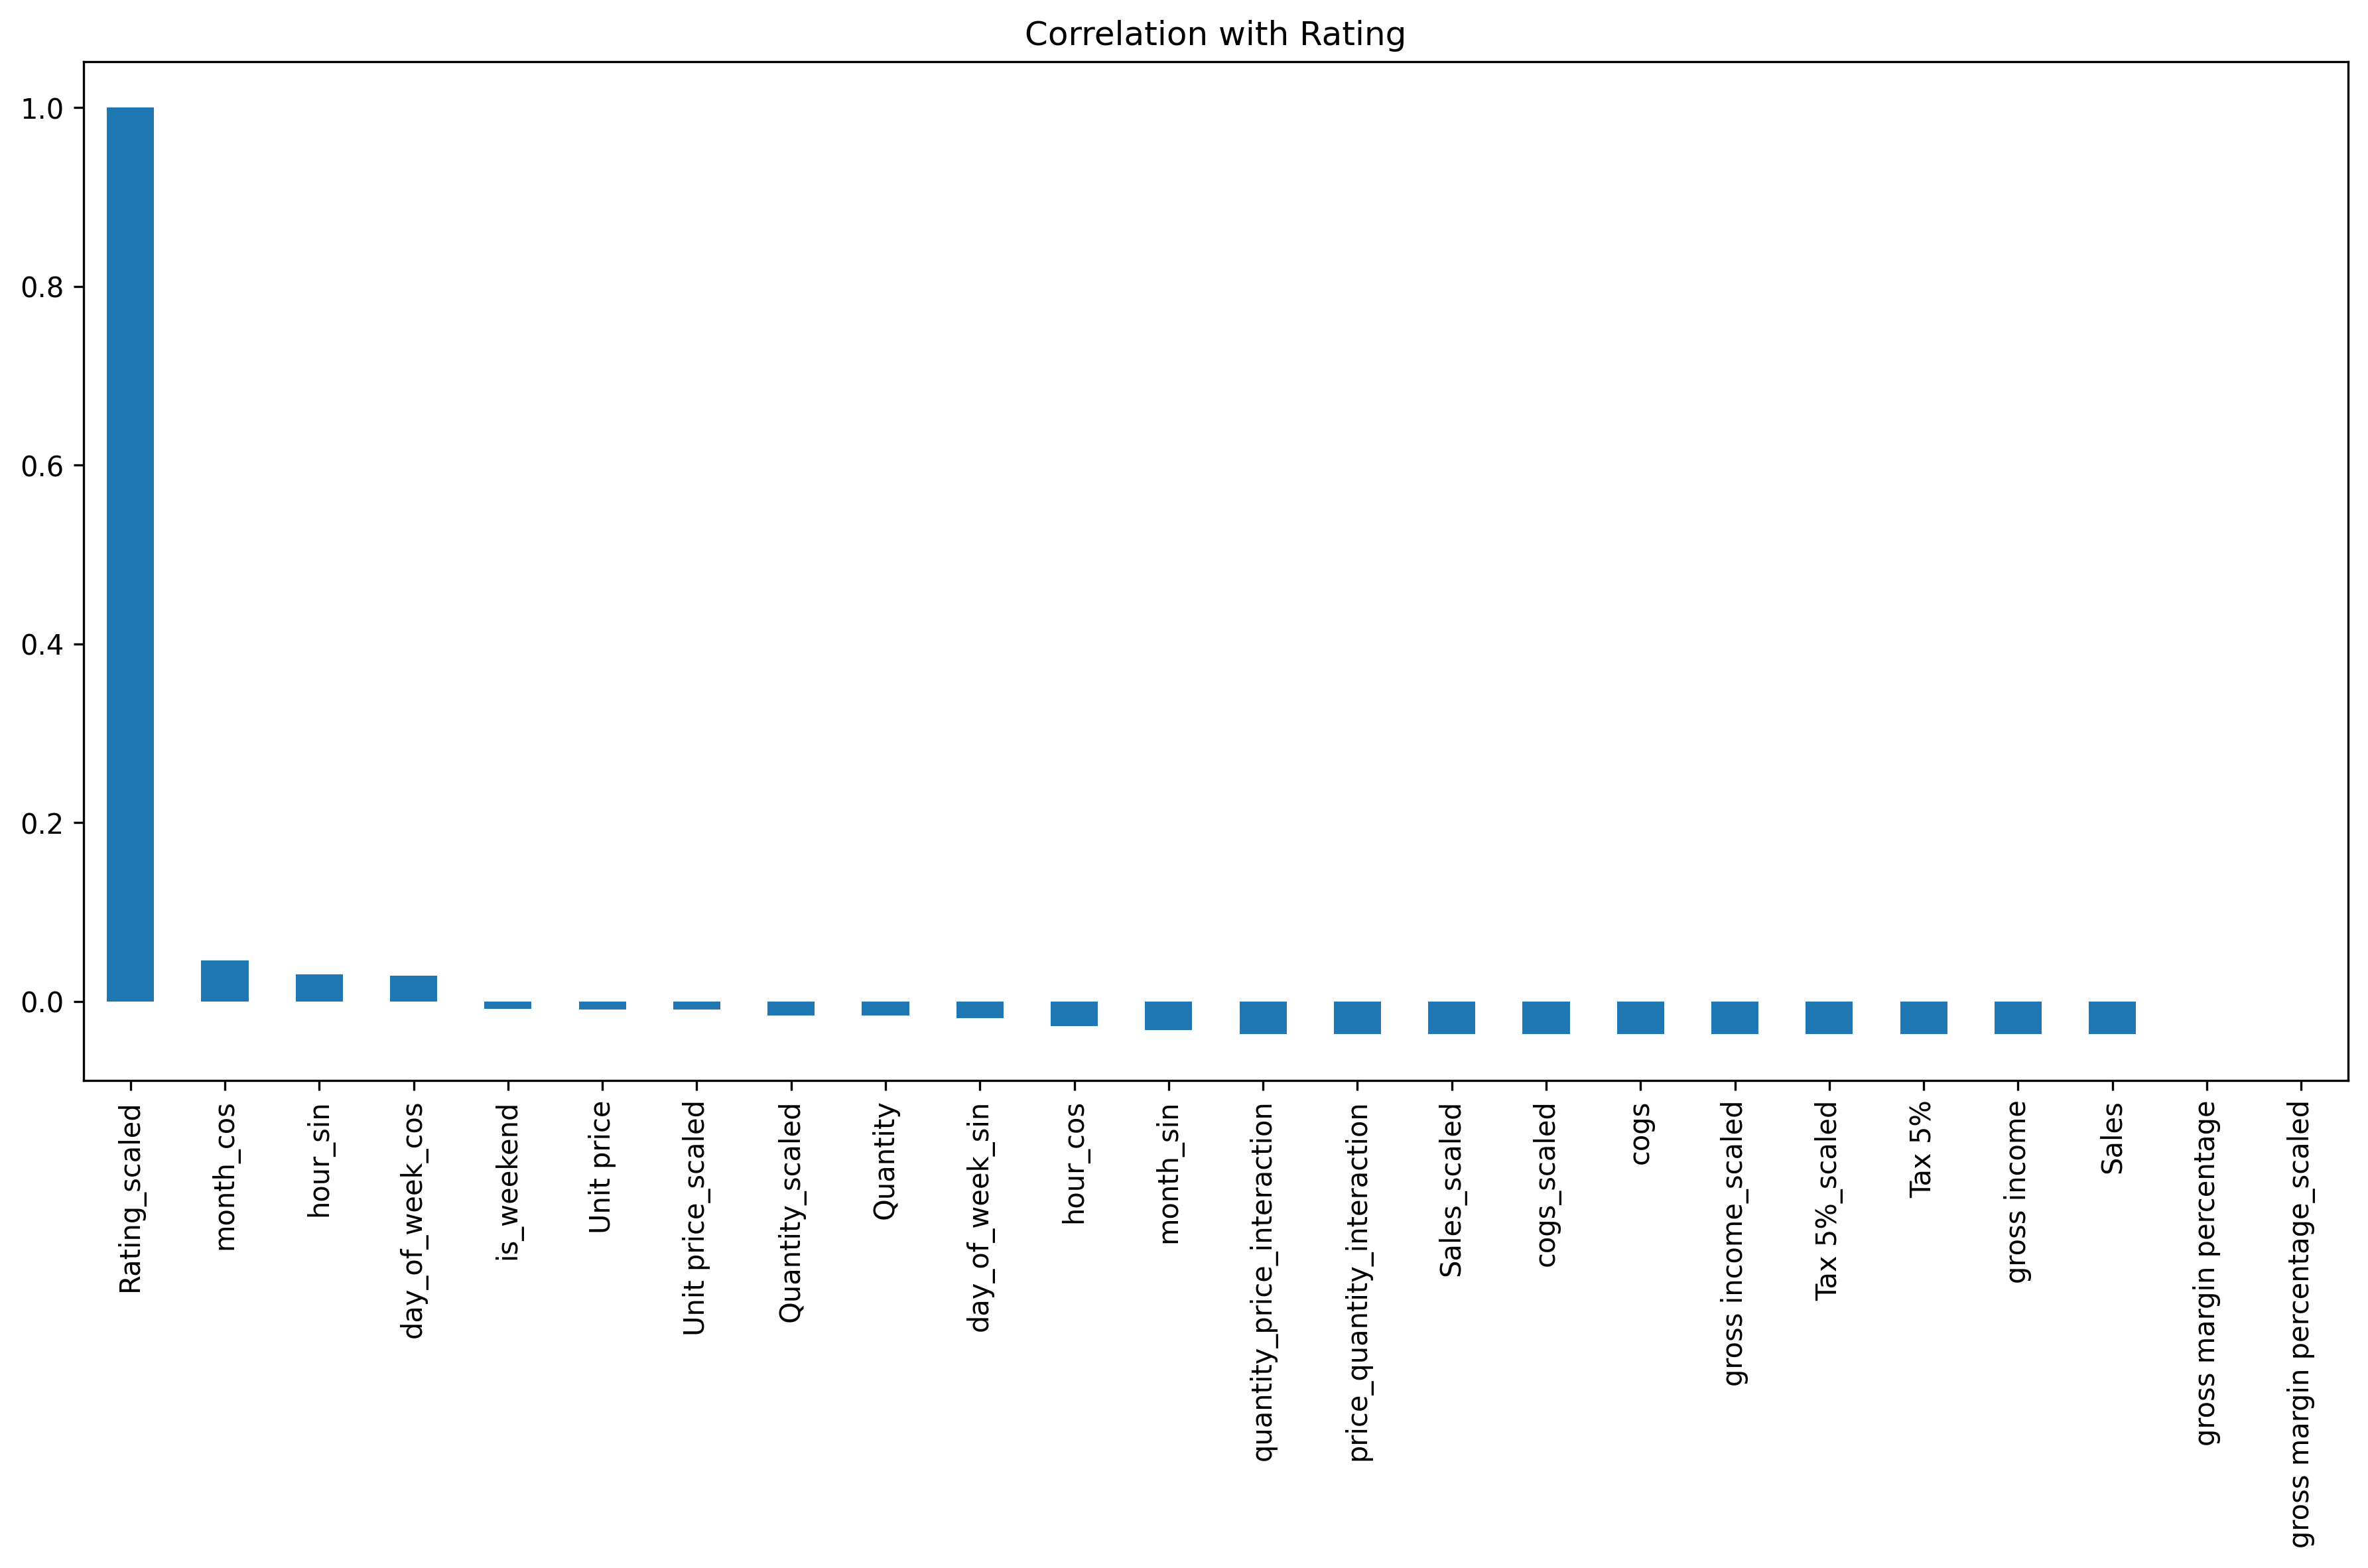 Correlation with Rating
1.0
0.8
0.6
0.4
0.2
0.0
Rating_scaled
month_cos
hour_sin
day_of_week_cos
is_weekend
Unit price
Unit price_scaled
Quantity_scaled
Quantity
day_of_week_sin
hour_cos
month_sin
quantity_price_interaction
price_quantity_interaction
Sales_scaled
cogs_scaled
cogs
gross income_scaled
Tax 5%_scaled
Tax 5%
gross income
Sales
gross margin percentage
gross margin percentage_scaled